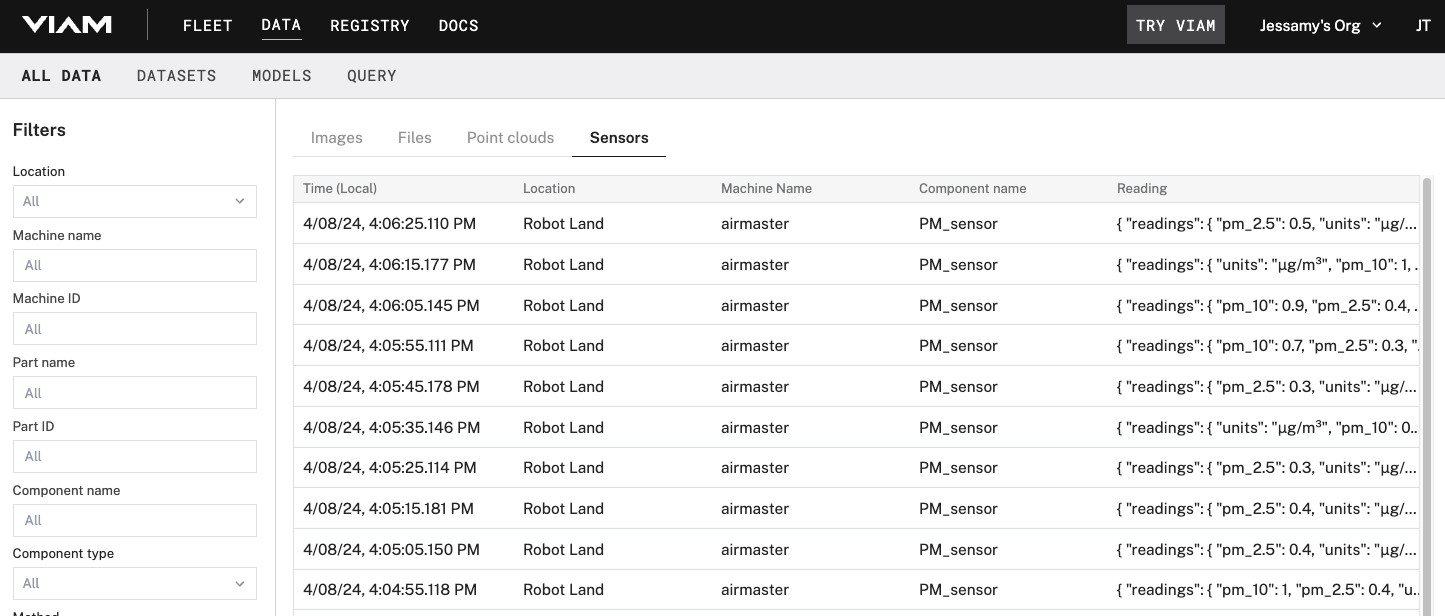 VIAM FLEET DATA REGISTRY DOCS TRY VIAM Jessamy's Org JT
ALL DATA DATASETS MODELS QUERY
Filters
Location
All
Machine name
All
Machine ID
All
Part name
All
Part ID
All
Component name
All
Component type
All
Method
Images Files Point clouds Sensors
Time (Local) Location Machine Name Component name Reading
4/08/24, 4:06:25.110 PM Robot Land airmaster PM_sensor { "readings": { "pm_2.5": 0.5, "units": "µg/...
4/08/24, 4:06:15.177 PM Robot Land airmaster PM_sensor { "readings": { "units": "µg/m³", "pm_10": 1, .
4/08/24, 4:06:05.145 PM Robot Land airmaster PM_sensor { "readings": { "pm_10": 0.9, "pm_2.5": 0.4, .
4/08/24, 4:05:55.111 PM Robot Land airmaster PM_sensor { "readings": { "pm_10": 0.7, "pm_2.5": 0.3, ".
4/08/24, 4:05:45.178 PM Robot Land airmaster PM_sensor { "readings": { "pm_2.5": 0.3, "units": "µg/...
4/08/24, 4:05:35.146 PM Robot Land airmaster PM_sensor { "readings": { "units": "µg/m³", "pm_10": 0..
4/08/24, 4:05:25.114 PM Robot Land airmaster PM_sensor { "readings": { "pm_2.5": 0.3, "units": "µg/...
4/08/24, 4:05:15.181 PM Robot Land airmaster PM_sensor { "readings": { "pm_2.5": 0.4, "units": "µg/...
4/08/24, 4:05:05.150 PM Robot Land airmaster PM_sensor { "readings": { "pm_2.5": 0.4, "units": "µg/...
4/08/24, 4:04:55.118 PM Robot Land airmaster PM_sensor { "readings": { "pm_10": 1, "pm_2.5": 0.4, "u..